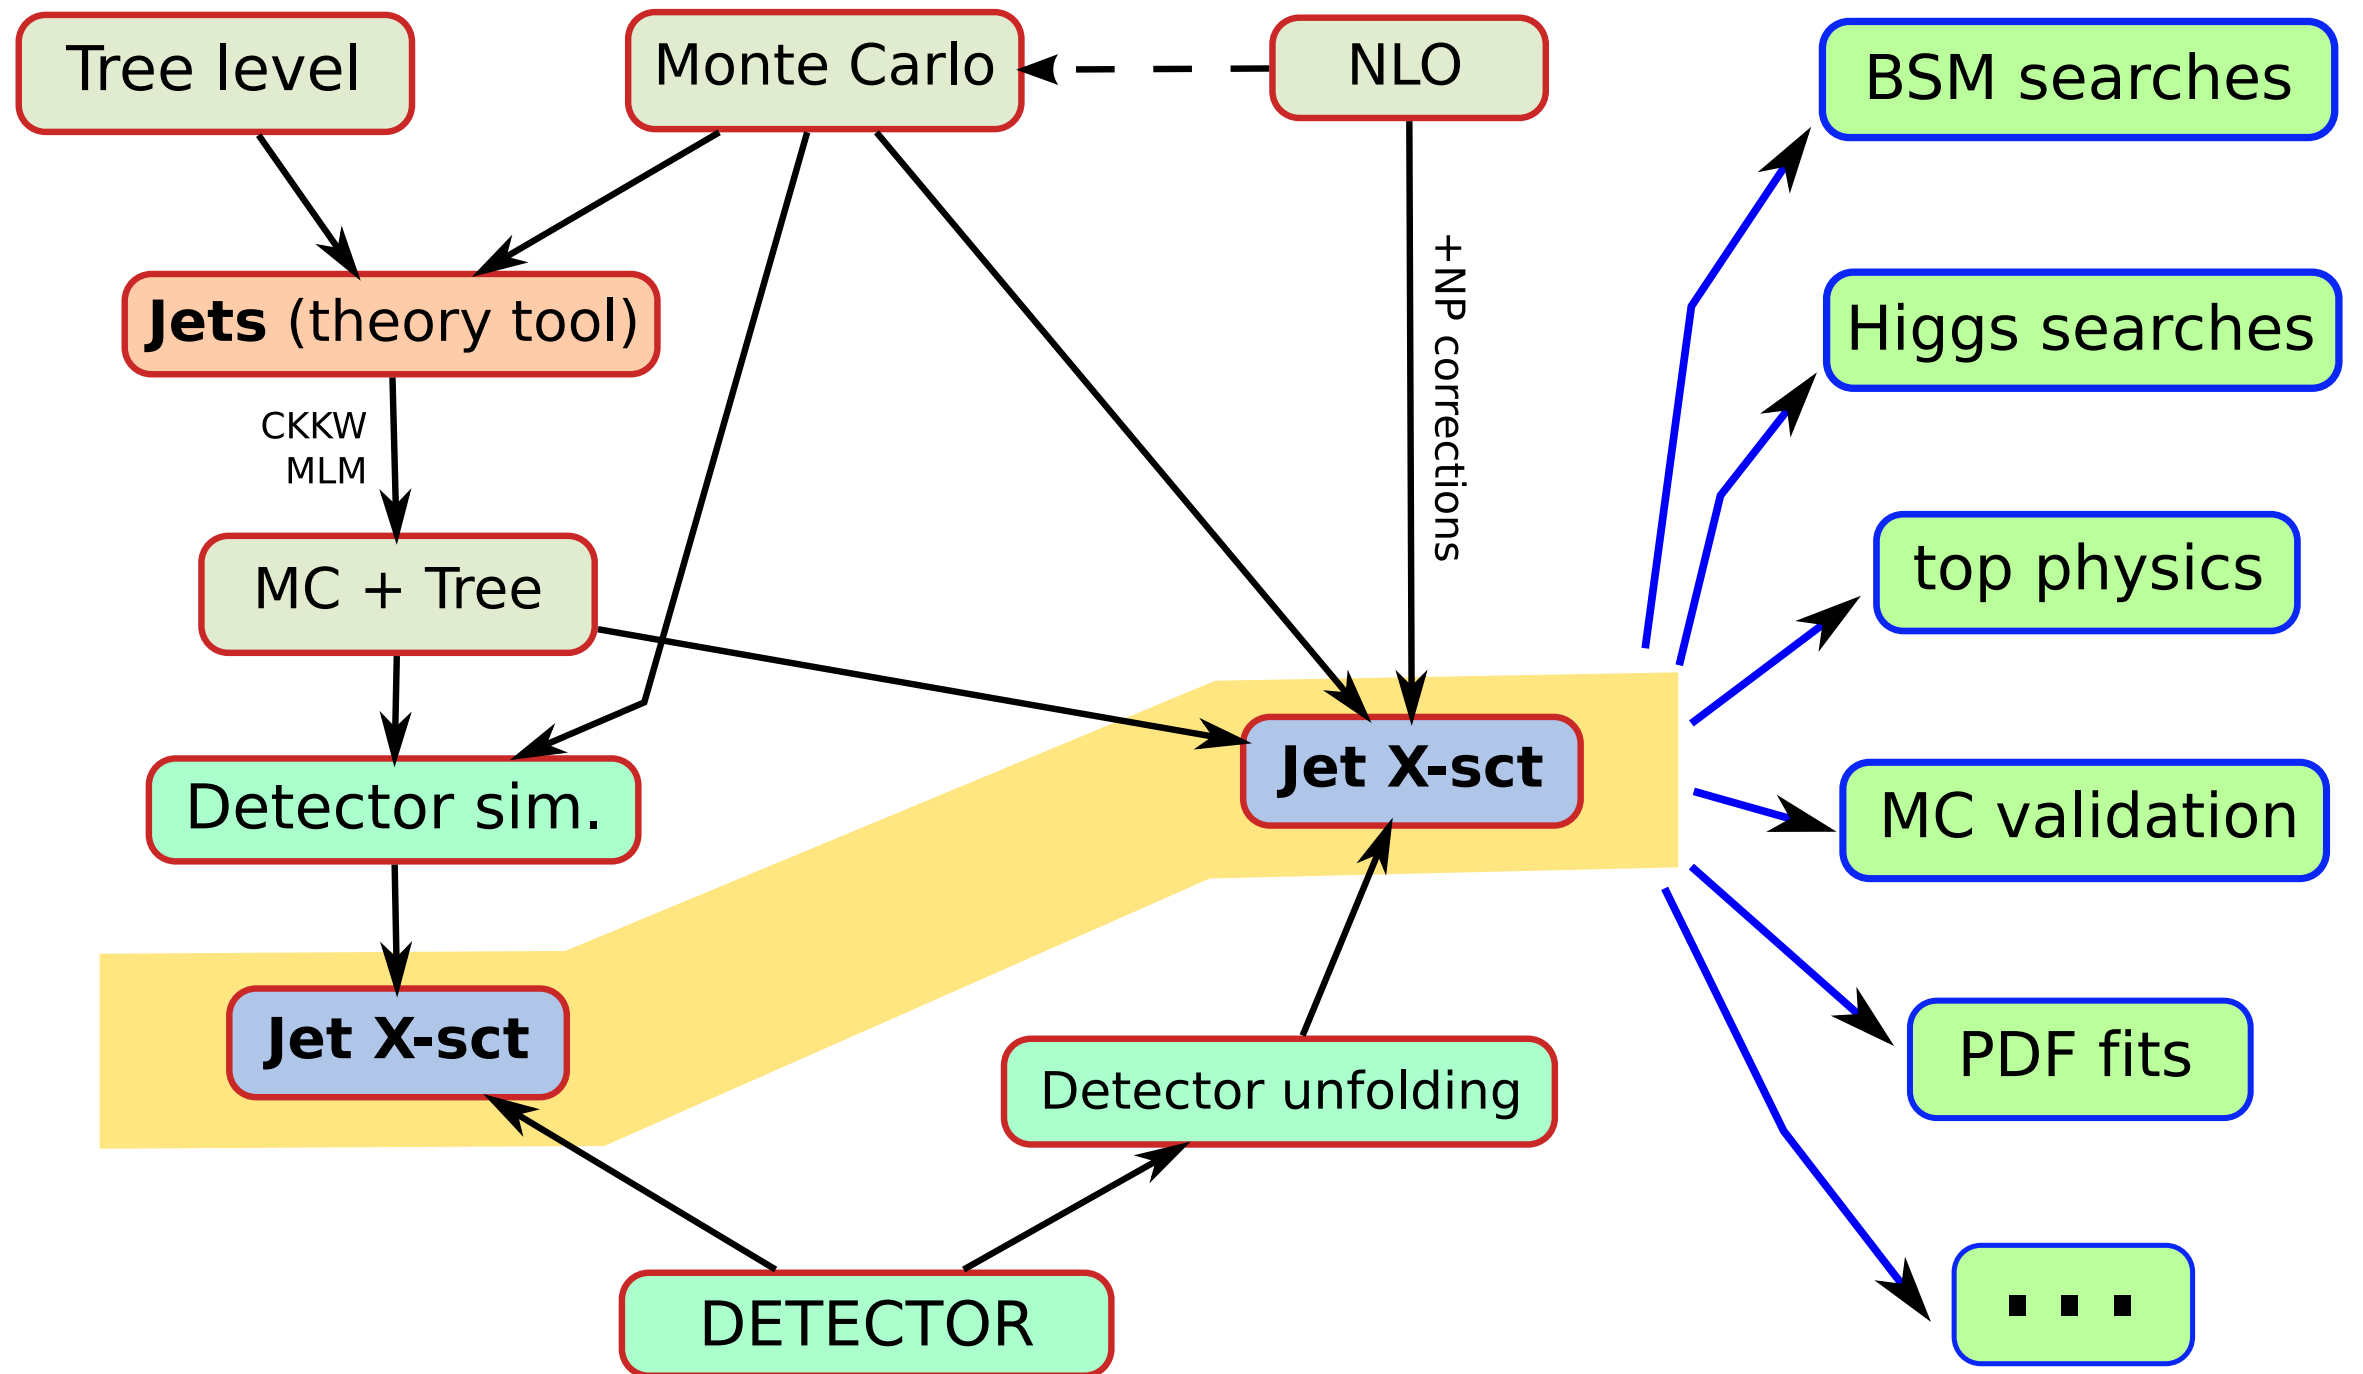 Tree level
Monte Carlo
NLO
BSM searches
+NP corrections
Jets (theory tool)
Higgs searches
CKKW
MLM
MC + Tree
top physics
Detector sim.
Jet X-sct
MC validation
Jet X-sct
Detector unfolding
PDF fits
DETECTOR
...